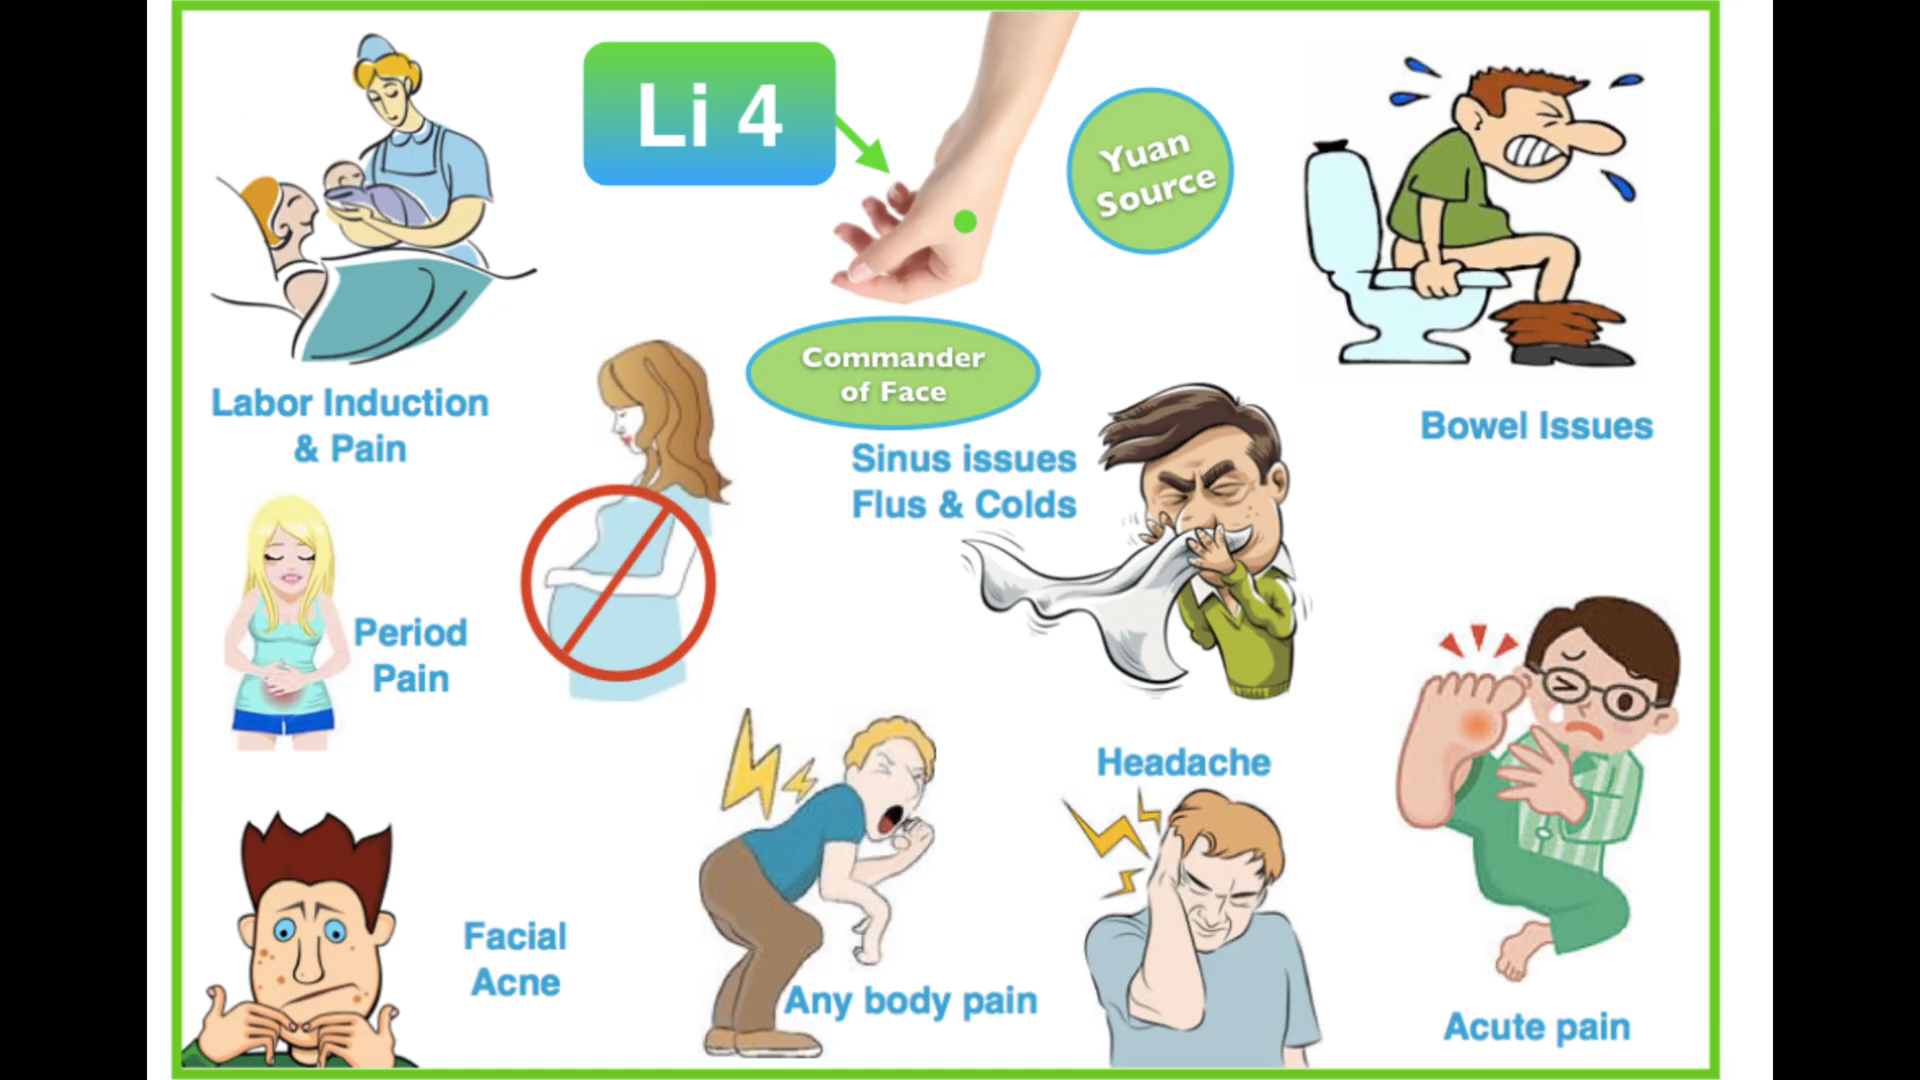 Li 4
Yuan
Source
Commander
of Face
Labor Induction
& Pain
Bowel Issues
Sinus issues
Flus & Colds
Period
Pain
Headache
Facial
Acne
Any body pain
Acute pain